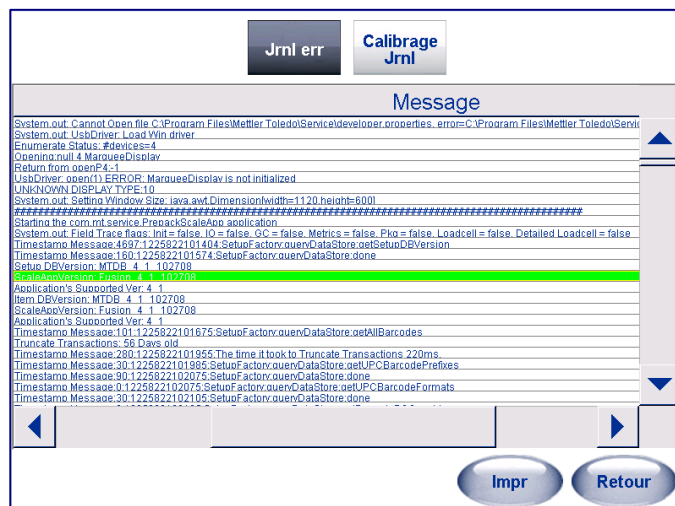 Jrnl err
Calibrage
Jrnl
Message
System.out: Cannot Open file C:\Program Files\Mettler Toledo\Service\developer.properties. error=C:\Program Files\Mettler Toledo\Servic
System.out: UsbDriver: Load Win driver
Enumerate Status: #devices=4
Opening:null 4 MarqueeDisplay
Return from openP4:-1
UsbDriver: open(1) ERROR: MarqueeDisplay is not initialized
UNKNOWN DISPLAY TYPE:10
System.out: Setting Window Size: java.awt.Dimension[width=1120,height=600]
Starting the com.mt.service.PrepackScaleApp application
System.out: Field Trace flags: Init = false, IO = false, GC = false, Metrics = false, Pkg = false, Loadcell = false, Detailed Loadcell = false
Timestamp Message:4697:1225822101404:SetupFactory:queryDataStore:getSetupDBVersion
Timestamp Message:160:1225822101574:SetupFactory:queryDataStore:done
Setup DBVersion: MTDB_4_1_102708
ScaleAppVersion: Fusion_4_1_102708
Application's Supported Ver: 4_1
Item DBVersion: MTDB_4_1_102708
ScaleAppVersion: Fusion_4_1_102708
Application's Supported Ver: 4_1
Timestamp Message:101:1225822101675:SetupFactory:queryDataStore:getAllBarcodes
Truncate Transactions: 56 Days old
Timestamp Message:280:1225822101955:The time it took to Truncate Transactions 220ms.
Timestamp Message:30:1225822101985:SetupFactory:queryDataStore:getUPCBarcodePrefixes
Timestamp Message:90:1225822102075:SetupFactory:queryDataStore:done
Timestamp Message:0:1225822102075:SetupFactory:queryDataStore:getUPCBarcodeFormats
Timestamp Message:30:1225822102105:SetupFactory:queryDataStore:done
Impr
Retour